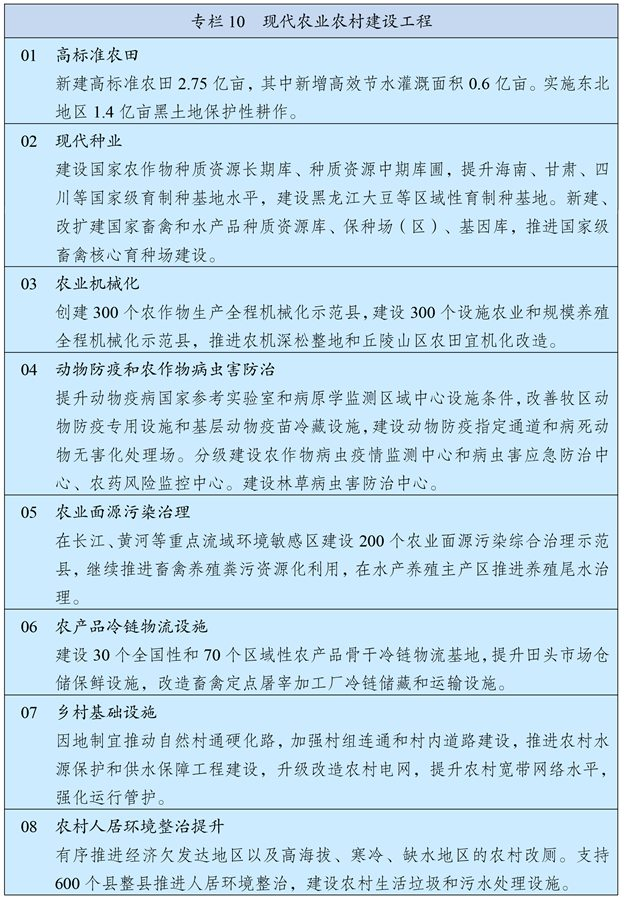 专栏 10 现代农业农村建设工程
01 高标准农田
新建高标准农田 2.75 亿亩，其中新增高效节水灌溉面积 0.6 亿亩。实施东北
地区 1.4 亿亩黑土地保护性耕作。
02 现代种业
建设国家农作物种质资源长期库、种质资源中期库圃，提升海南、甘肃、四
川等国家级育制种基地水平，建设黑龙江大豆等区域性育制种基地。新建、
改扩建国家畜禽和水产品种质资源库、保种场（区）、基因库，推进国家级
畜禽核心育种场建设。
03 农业机械化
创建 300 个农作物生产全程机械化示范县，建设 300 个设施农业和规模养殖
全程机械化示范县，推进农机深松整地和丘陵山区农田宜机化改造。
04 动物防疫和农作物病虫害防治
提升动物疫病国家参考实验室和病原学监测区域中心设施条件，改善牧区动
物防疫专用设施和基层动物疫苗冷藏设施，建设动物防疫指定通道和病死动
物无害化处理场。分级建设农作物病虫疫情监测中心和病虫害应急防治中
心、农药风险监控中心。建设林草病虫害防治中心。
05 农业面源污染治理
在长江、黄河等重点流域环境敏感区建设 200 个农业面源污染综合治理示范
县，继续推进畜禽养殖粪污资源化利用，在水产养殖主产区推进养殖尾水治
理。
06 农产品冷链物流设施
建设 30 个全国性和 70 个区域性农产品骨干冷链物流基地，提升田头市场仓
储保鲜设施，改造畜禽定点屠宰加工厂冷链储藏和运输设施。
07 乡村基础设施
因地制宜推动自然村通硬化路，加强村组连通和村内道路建设，推进农村水
源保护和供水保障工程建设，升级改造农村电网，提升农村宽带网络水平，
强化运行管护。
08 农村人居环境整治提升
有序推进经济欠发达地区以及高海拔、寒冷、缺水地区的农村改厕。支持
600 个县整县推进人居环境整治，建设农村生活垃圾和污水处理设施。